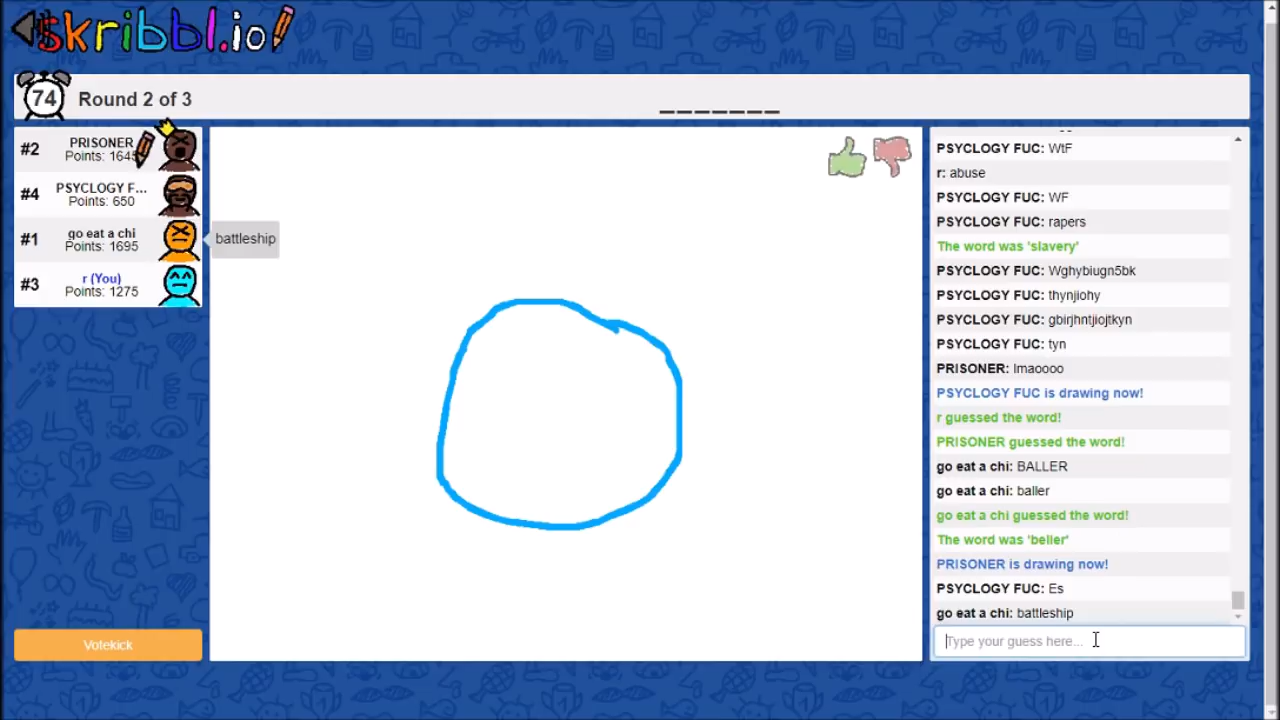 skribbl.io
74
Round 2 of 3
_______
#2
PRISONER
Points: 1645
#4
PSYCLOGY F...
Points: 650
#1
go eat a chi
Points: 1695
battleship
#3
r (You)
Points: 1275
Votekick
PSYCLOGY FUC: WtF
r: abuse
PSYCLOGY FUC: WF
PSYCLOGY FUC: rapers
The word was 'slavery'
PSYCLOGY FUC: Wghybiugn5bk
PSYCLOGY FUC: thynjiohy
PSYCLOGY FUC: gbirjhntjiojtkyn
PSYCLOGY FUC: tyn
PRISONER: lmaoooo
PSYCLOGY FUC is drawing now!
r guessed the word!
PRISONER guessed the word!
go eat a chi: BALLER
go eat a chi: baller
go eat a chi guessed the word!
The word was 'beller'
PRISONER is drawing now!
PSYCLOGY FUC: Es
go eat a chi: battleship
Type your guess here...